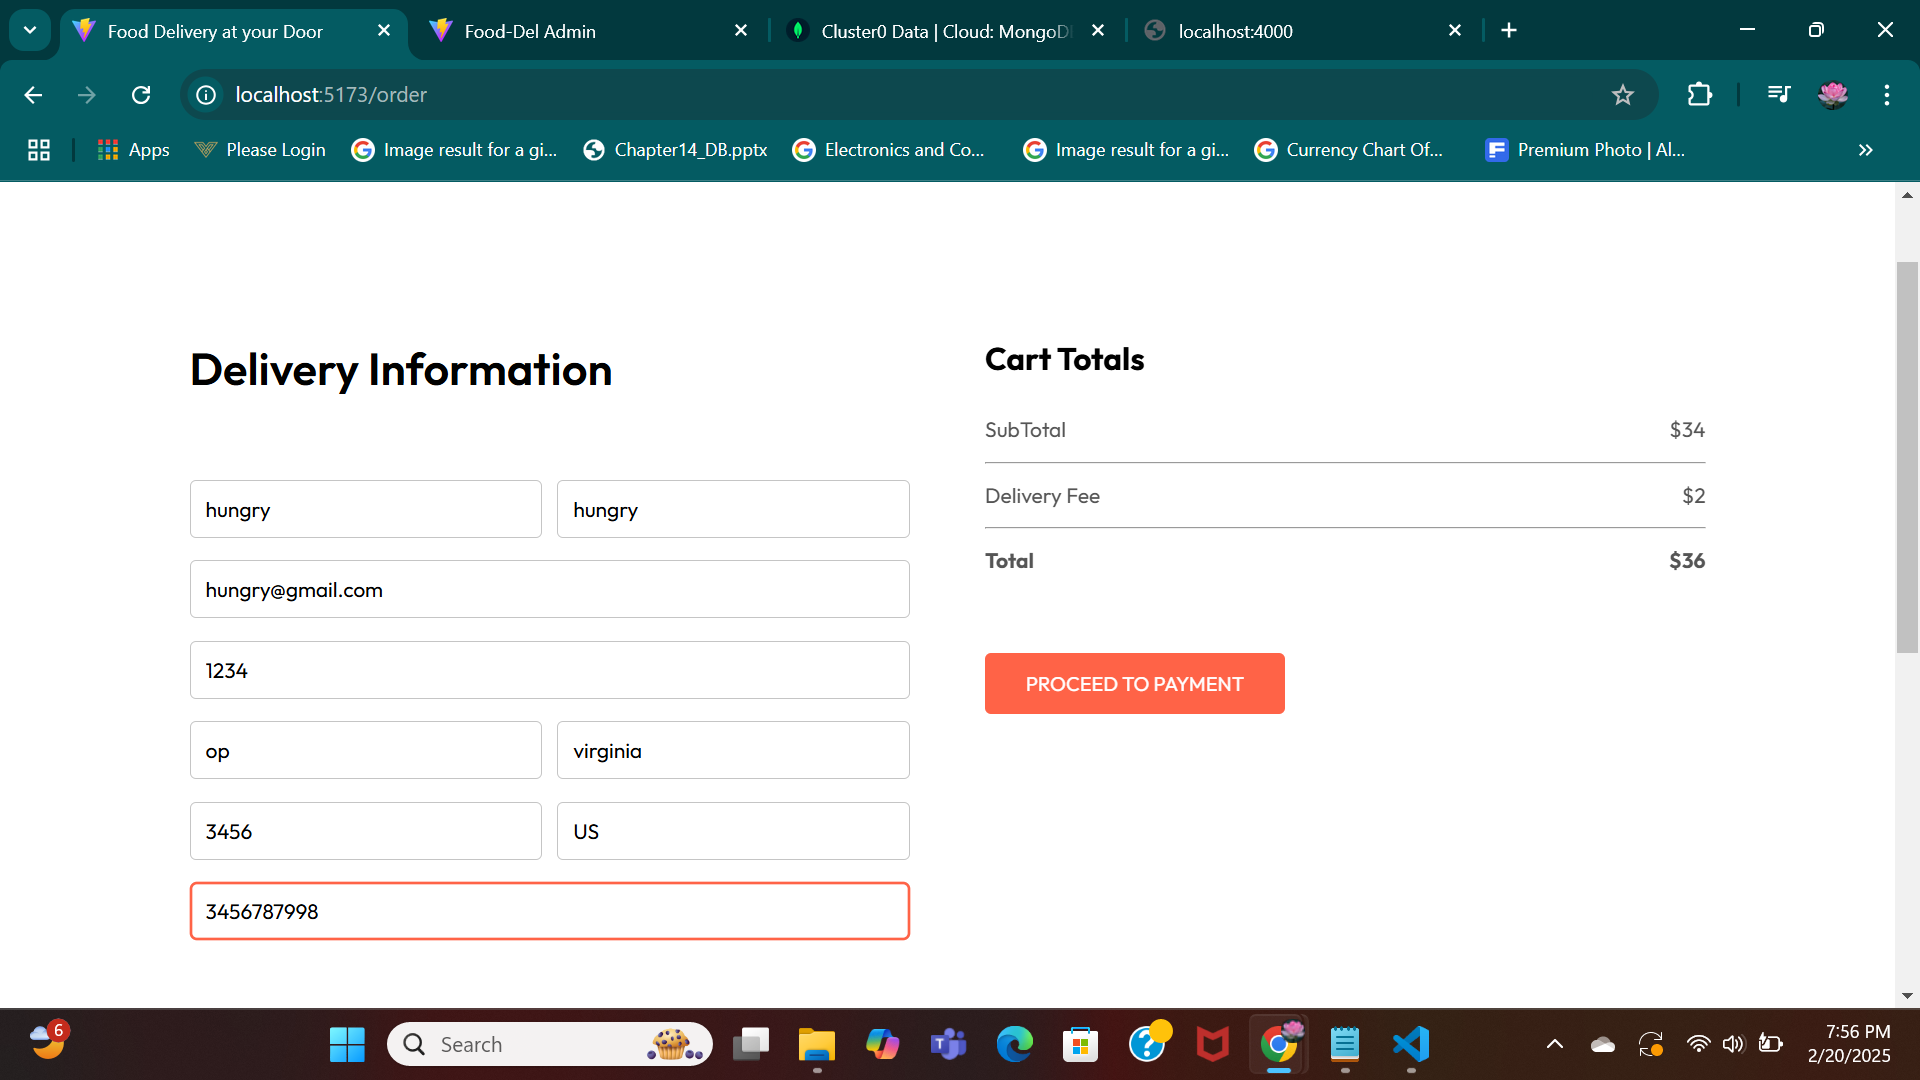 Food Delivery at your Door
Food-Del Admin
Cluster0 Data | Cloud: MongoD
localhost:4000
localhost:5173/order
Apps
Please Login
Image result for a gi...
Chapter14_DB.pptx
Electronics and Co...
Image result for a gi...
Currency Chart Of...
Premium Photo | Al...
Delivery Information
hungry hungry
hungry@gmail.com
1234
op virginia
3456 US
3456787998
Cart Totals
SubTotal $34
Delivery Fee $2
Total $36
PROCEED TO PAYMENT
6
Search
7:56 PM
2/20/2025